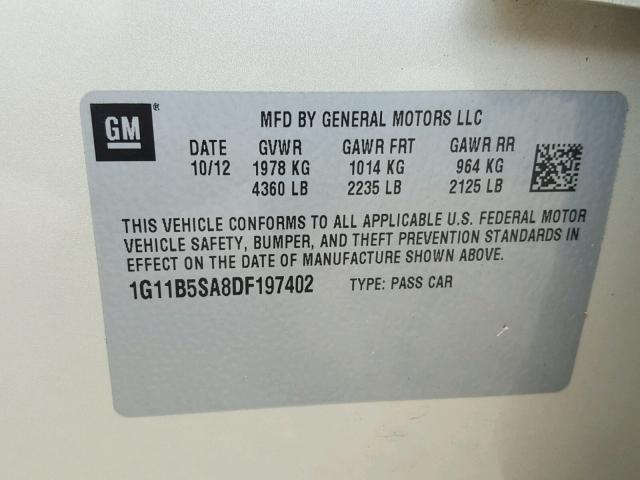 GM ®
MFD BY GENERAL MOTORS LLC
DATE GVWR GAWR FRT GAWR RR
10/12 1978 KG 1014 KG 964 KG
4360 LB 2235 LB 2125 LB
THIS VEHICLE CONFORMS TO ALL APPLICABLE U.S. FEDERAL MOTOR
VEHICLE SAFETY, BUMPER, AND THEFT PREVENTION STANDARDS IN
EFFECT ON THE DATE OF MANUFACTURE SHOWN ABOVE.
1G11B5SA8DF197402 TYPE: PASS CAR